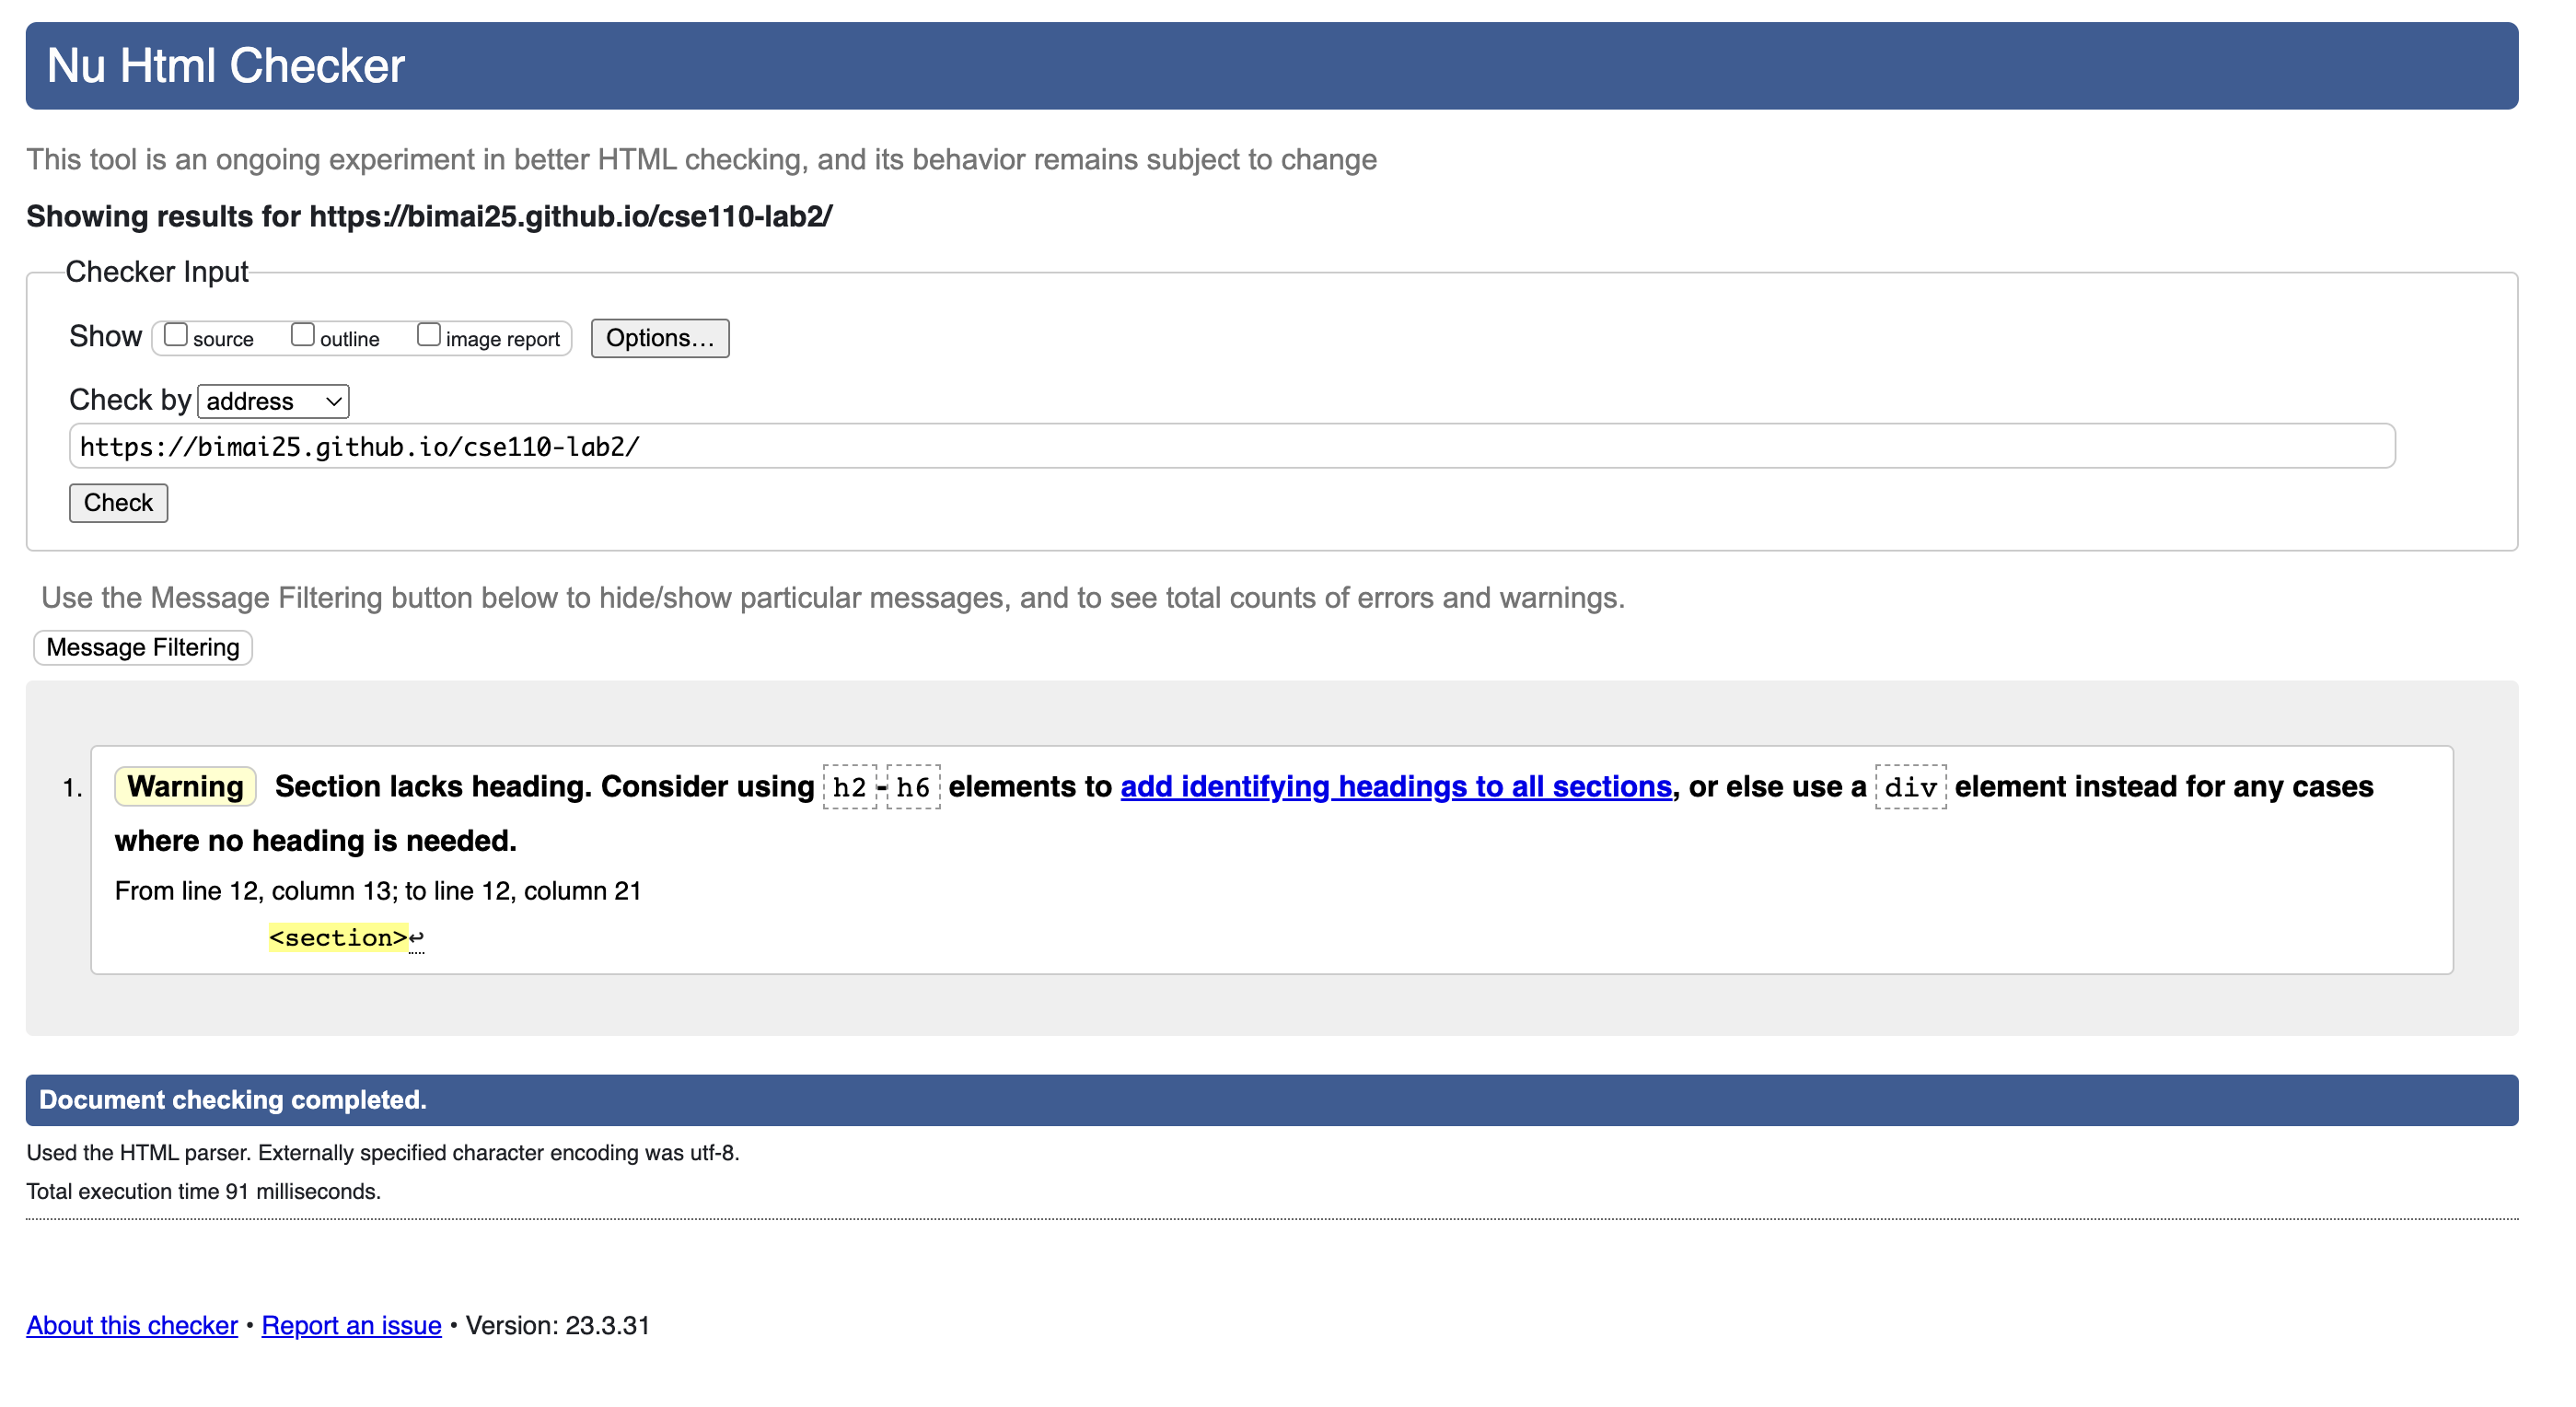 Nu Html Checker
This tool is an ongoing experiment in better HTML checking, and its behavior remains subject to change
Showing results for https://bimai25.github.io/cse110-lab2/
Checker Input
Show source outline image report Options...
Check by address
https://bimai25.github.io/cse110-lab2/
Check
Use the Message Filtering button below to hide/show particular messages, and to see total counts of errors and warnings.
Message Filtering
1. Warning Section lacks heading. Consider using h2-h6 elements to add identifying headings to all sections, or else use a div element instead for any cases
where no heading is needed.
From line 12, column 13; to line 12, column 21
<section>↩
Document checking completed.
Used the HTML parser. Externally specified character encoding was utf-8.
Total execution time 91 milliseconds.
About this checker • Report an issue • Version: 23.3.31